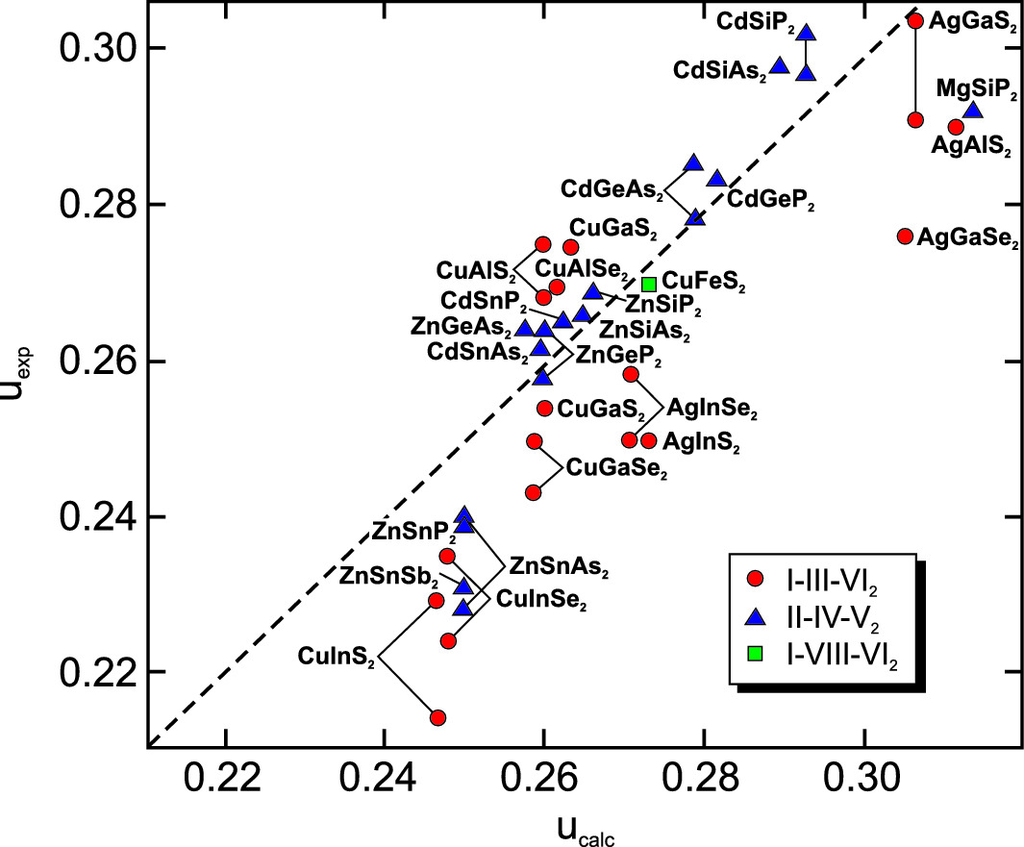 CdSiP₂
AgGaS₂
0.30
CdSiAs₂
MgSiP₂
AgAlS₂
u_exp
0.28
CdGeAs₂
CdGeP₂
CuGaS₂
AgGaSe₂
CuAlS₂
CuAlSe₂
CuFeS₂
CdSnP₂
ZnSiP₂
ZnGeAs₂
ZnSiAs₂
0.26
CdSnAs₂
ZnGeP₂
CuGaS₂
AgInSe₂
AgInS₂
CuGaSe₂
0.24
ZnSnP₂
ZnSnSb₂
ZnSnAs₂
CuInSe₂
I-III-VI₂
II-IV-V₂
I-VIII-VI₂
CuInS₂
0.22
0.22 0.24 0.26 0.28 0.30
u_calc